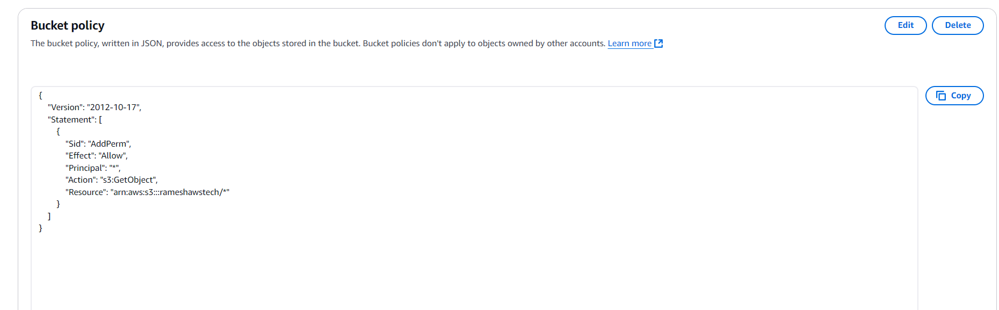 Bucket policy
Edit
Delete
The bucket policy, written in JSON, provides access to the objects stored in the bucket. Bucket policies don't apply to objects owned by other accounts. Learn more
Copy
{
    "Version": "2012-10-17",
    "Statement": [
        {
            "Sid": "AddPerm",
            "Effect": "Allow",
            "Principal": "*",
            "Action": "s3:GetObject",
            "Resource": "arn:aws:s3:::rameshawstech/*"
        }
    ]
}